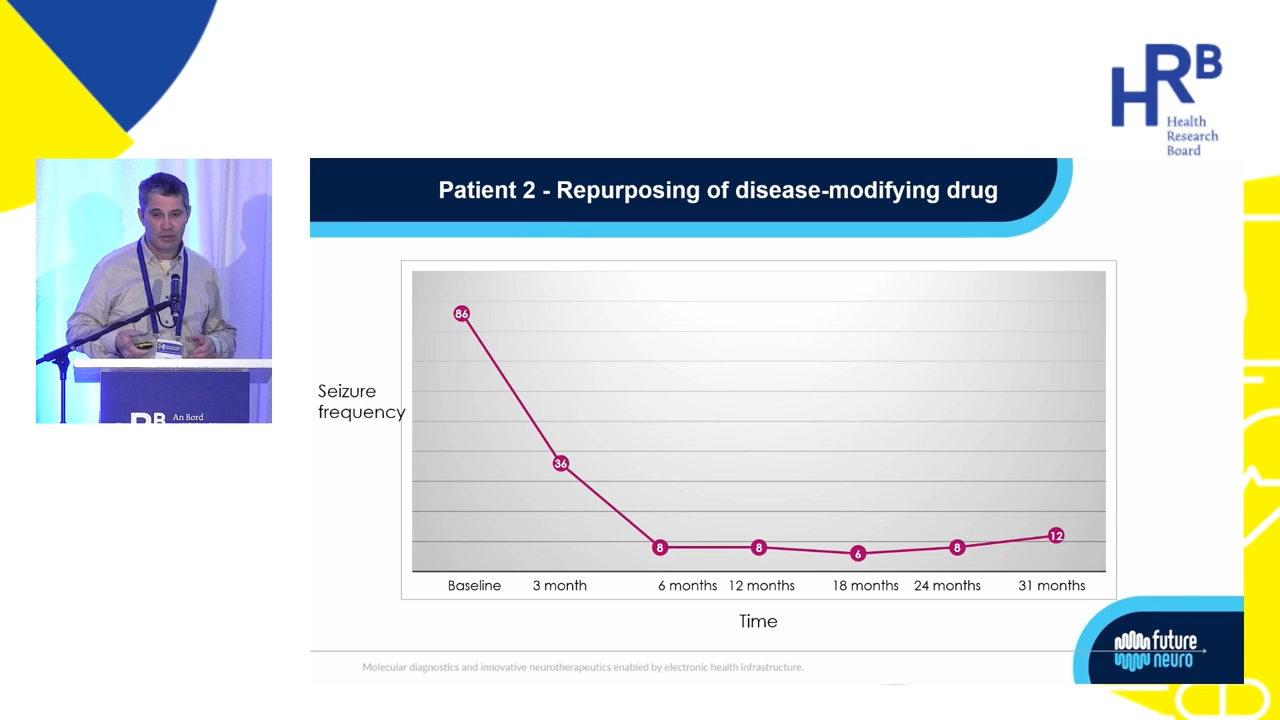 HRB
Health
Research
Board
Patient 2 - Repurposing of disease-modifying drug
86
36
8
8
6
8
12
Seizure
frequency
Baseline
3 month
6 months
12 months
18 months
24 months
31 months
Time
Molecular diagnostics and innovative neurotherapeutics enabled by electronic health infrastructure.
future
neuro
RB
An Bord